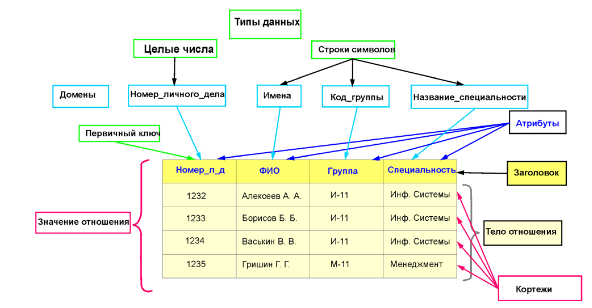 Типы данных
Целые числа
Строки символов
Домены
Номер_личного_дела
Имена
Код_группы
Название_специальности
Атрибуты
Первичный ключ
Номер_л_д ФИО Группа Специальность
Заголовок
1232 Алексеев А. А. И-11 Инф. Системы
1233 Борисов Б. Б. И-11 Инф. Системы
1234 Васькин В. В. И-11 Инф. Системы
1235 Гришин Г. Г. М-11 Менеджмент
Значение отношения
Тело отношения
Кортежи